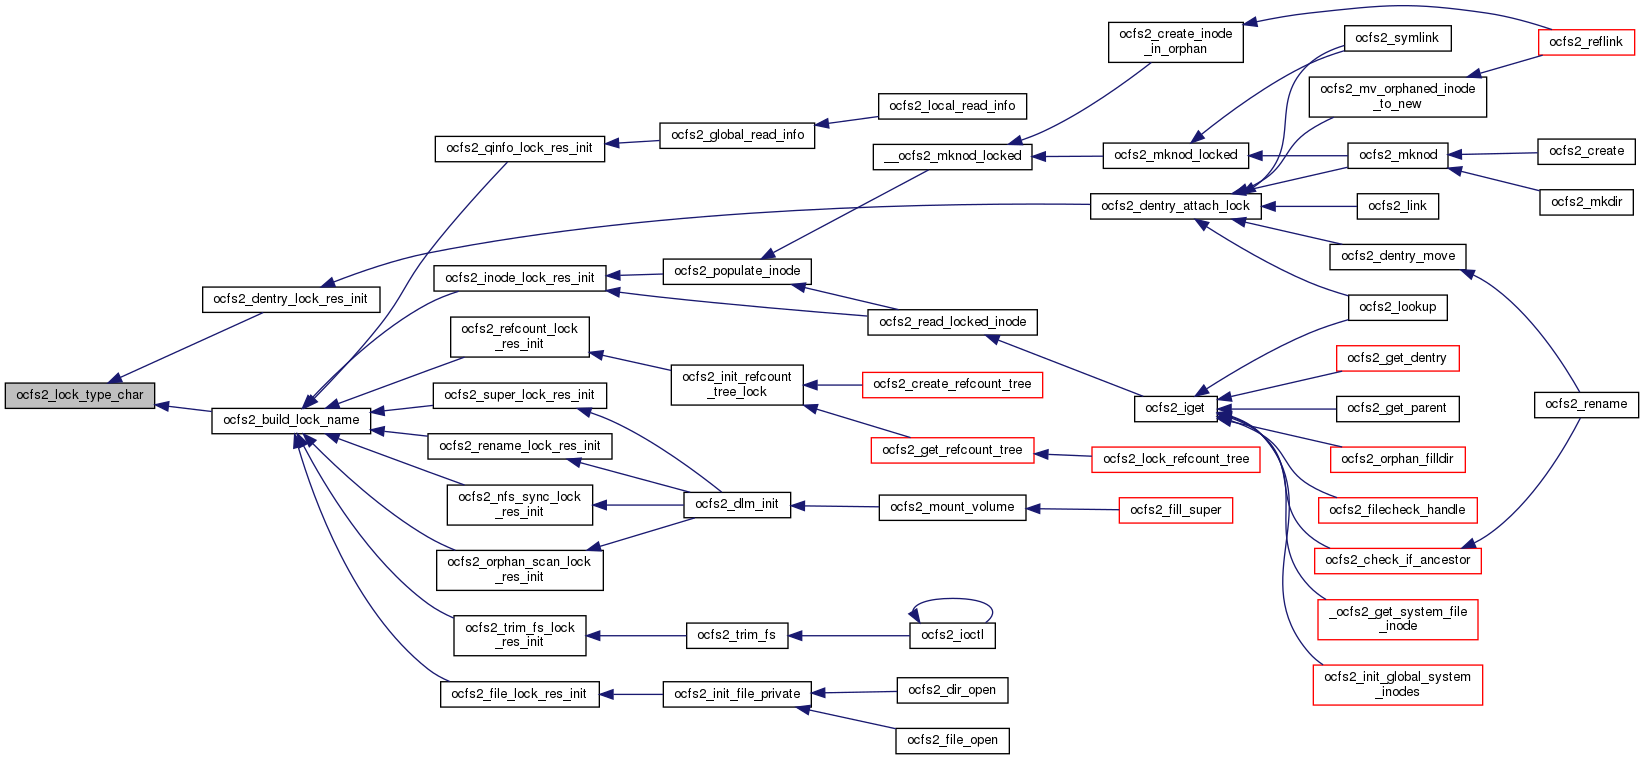 ocfs2_lock_type_char
ocfs2_dentry_lock_res_init
ocfs2_build_lock_name
ocfs2_qinfo_lock_res_init
ocfs2_inode_lock_res_init
ocfs2_refcount_lock
_res_init
ocfs2_super_lock_res_init
ocfs2_rename_lock_res_init
ocfs2_nfs_sync_lock
_res_init
ocfs2_orphan_scan_lock
_res_init
ocfs2_trim_fs_lock
_res_init
ocfs2_file_lock_res_init
ocfs2_global_read_info
ocfs2_populate_inode
ocfs2_init_refcount
_tree_lock
ocfs2_dlm_init
ocfs2_trim_fs
ocfs2_init_file_private
ocfs2_local_read_info
__ocfs2_mknod_locked
ocfs2_read_locked_inode
ocfs2_create_refcount_tree
ocfs2_get_refcount_tree
ocfs2_mount_volume
ocfs2_ioctl
ocfs2_dir_open
ocfs2_file_open
ocfs2_create_inode
_in_orphan
ocfs2_mknod_locked
ocfs2_dentry_attach_lock
ocfs2_iget
ocfs2_lock_refcount_tree
ocfs2_fill_super
ocfs2_symlink
ocfs2_mv_orphaned_inode
_to_new
ocfs2_mknod
ocfs2_link
ocfs2_dentry_move
ocfs2_lookup
ocfs2_get_dentry
ocfs2_get_parent
ocfs2_orphan_filldir
ocfs2_filecheck_handle
ocfs2_check_if_ancestor
_ocfs2_get_system_file
_inode
ocfs2_init_global_system
_inodes
ocfs2_reflink
ocfs2_create
ocfs2_mkdir
ocfs2_rename